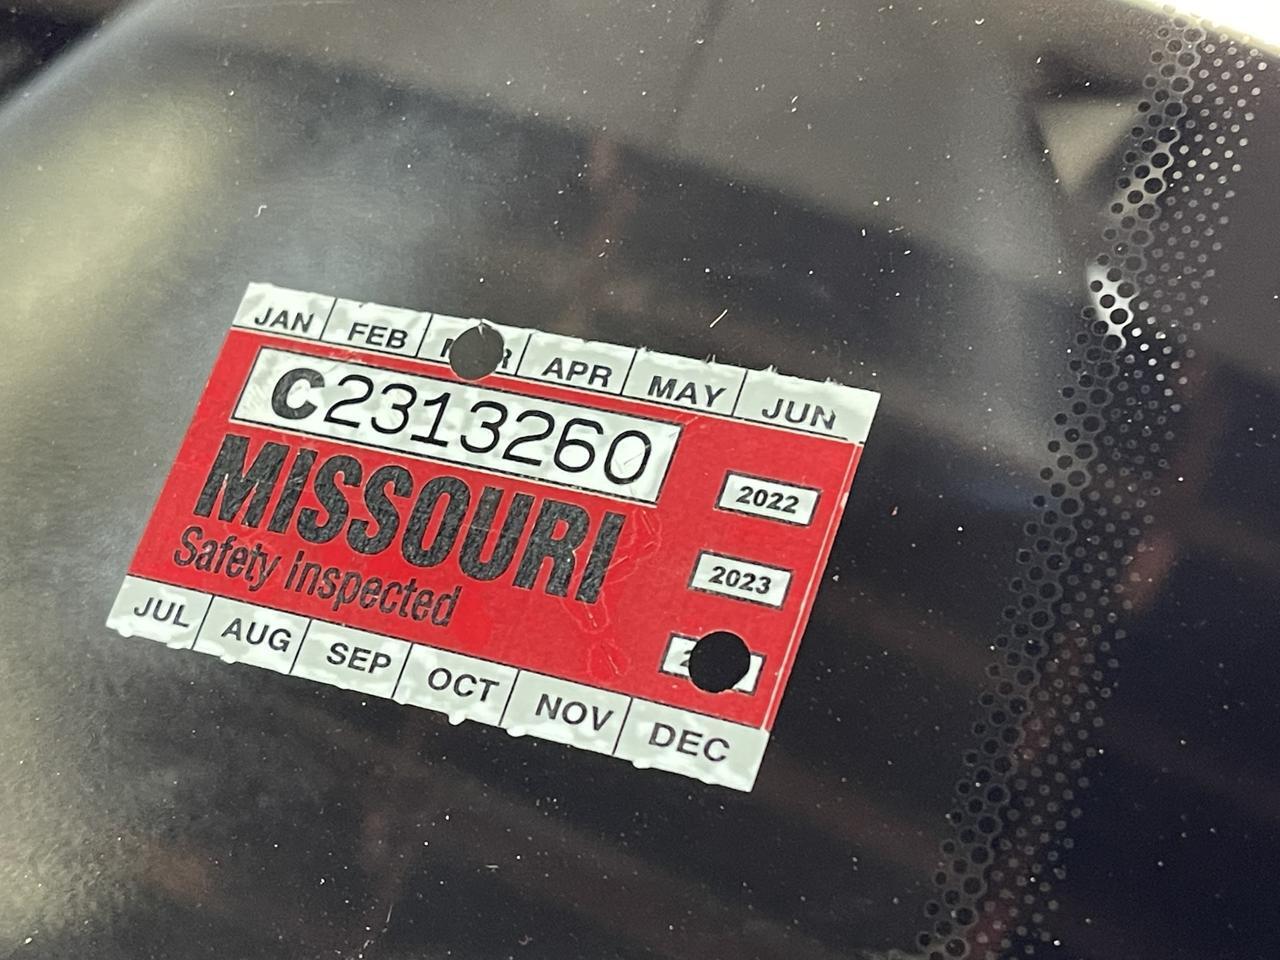 JAN FEB APR MAY JUN
C2313260
MISSOURI
Safety Inspected
2022
2023
JUL AUG SEP OCT NOV DEC